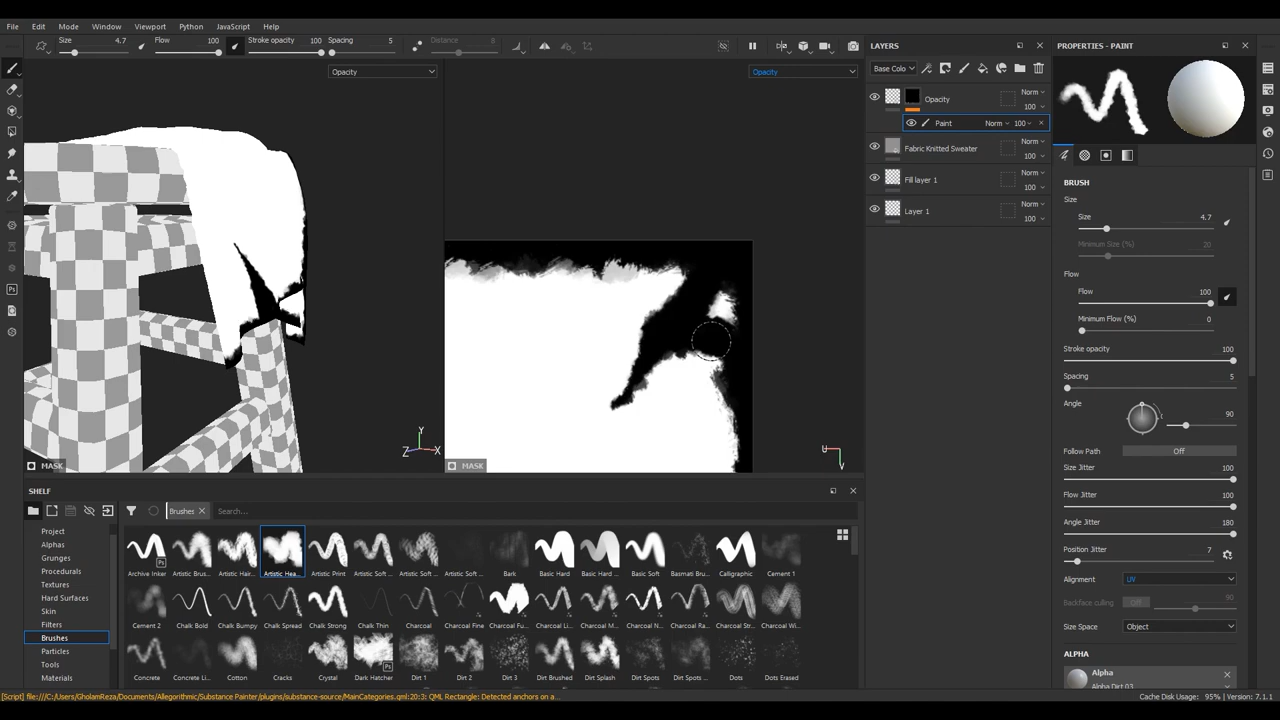 File Edit Mode Window Viewport Python JavaScript Help
Size 4.7 Flow 100 Stroke opacity 100 Spacing 5 Distance 8
LAYERS
PROPERTIES - PAINT
Opacity
Opacity
Base Colo
Opacity Norm 100
Paint Norm 100
Fabric Knitted Sweater Norm 100
Fill layer 1 Norm 100
Layer 1 Norm 100
BRUSH
Size
Size 4.7
Minimum Size (%) 20
Flow
Flow 100
Minimum Flow (%) 0
Stroke opacity 100
Spacing 5
Angle
90
Follow Path Off
Size Jitter 100
Flow Jitter 100
Angle Jitter 180
Position Jitter 7
Alignment UV
Backface culling Off 90
Size Space Object
ALPHA
Alpha
Alpha Dirt 03
Y
Z X
U
V
MASK
MASK
SHELF
Brushes Search...
Project
Alphas
Grunges
Procedurals
Textures
Hard Surfaces
Skin
Filters
Brushes
Particles
Tools
Materials
Archive Inker Artistic Brus... Artistic Hair... Artistic Hea... Artistic Print Artistic Soft ... Artistic Soft ... Artistic Soft ... Bark Basic Hard Basic Hard ... Basic Soft Basmati Bru... Calligraphic Cement 1
Cement 2 Chalk Bold Chalk Bumpy Chalk Spread Chalk Strong Chalk Thin Charcoal Charcoal Fine Charcoal Fu... Charcoal Li... Charcoal M... Charcoal N... Charcoal Ra... Charcoal Str... Charcoal Wi...
Concrete Concrete Li... Cotton Cracks Crystal Dark Hatcher Dirt 1 Dirt 2 Dirt 3 Dirt Brushed Dirt Splash Dirt Spots Dirt Spots ... Dots Dots Erased
[Script] file:///C:/Users/GholamReza/Documents/Allegorithmic/Substance Painter/plugins/substance-source/MainCategories.qml:20:3: QML Rectangle: Detected anchors on a...
Cache Disk Usage: 95% | Version: 7.1.1